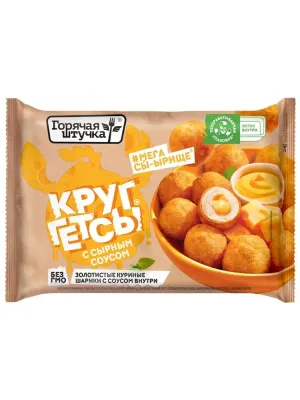 Горячая
штучка
#МЕГА
СЫ-ЫРИЩЕ
КРУГ
ГЕТСЫ
С СЫРНЫМ
СОУСОМ
БЕЗ
ГМО
ЗОЛОТИСТЫЕ КУРИНЫЕ
ШАРИКИ С СОУСОМ ВНУТРИ